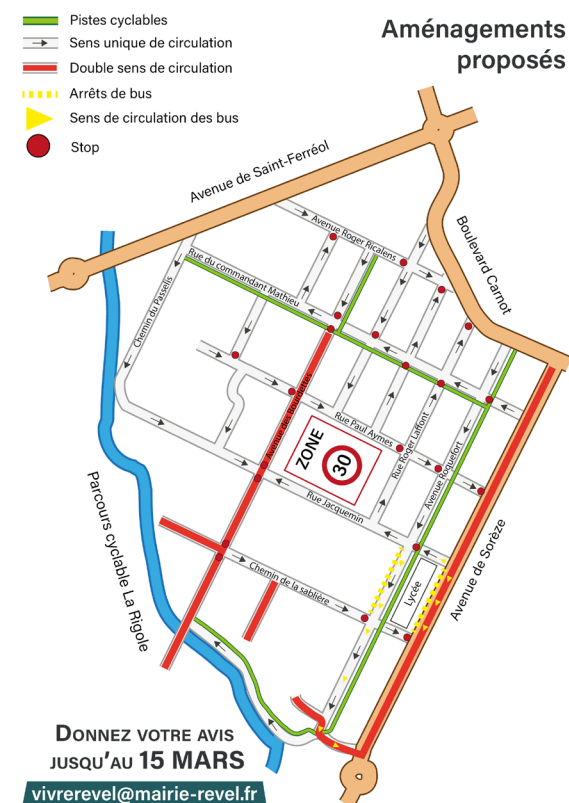 Pistes cyclables
Sens unique de circulation
Double sens de circulation
Arrêts de bus
Sens de circulation des bus
Stop
Aménagements
proposés
Avenue de Saint-Ferréol
Avenue Roger Ricalens
Boulevard Carnot
Rue du commandant Mathieu
Chemin du Passelis
Avenue des Bourdettes
Rue Paul Aymes
Rue Roger Laffont
Avenue Roquefort
ZONE
30
Rue Jacquemin
Parcours cyclable La Rigole
Chemin de la sablière
Lycée
Avenue de Sorèze
DONNEZ VOTRE AVIS
JUSQU'AU 15 MARS
vivrerevel@mairie-revel.fr